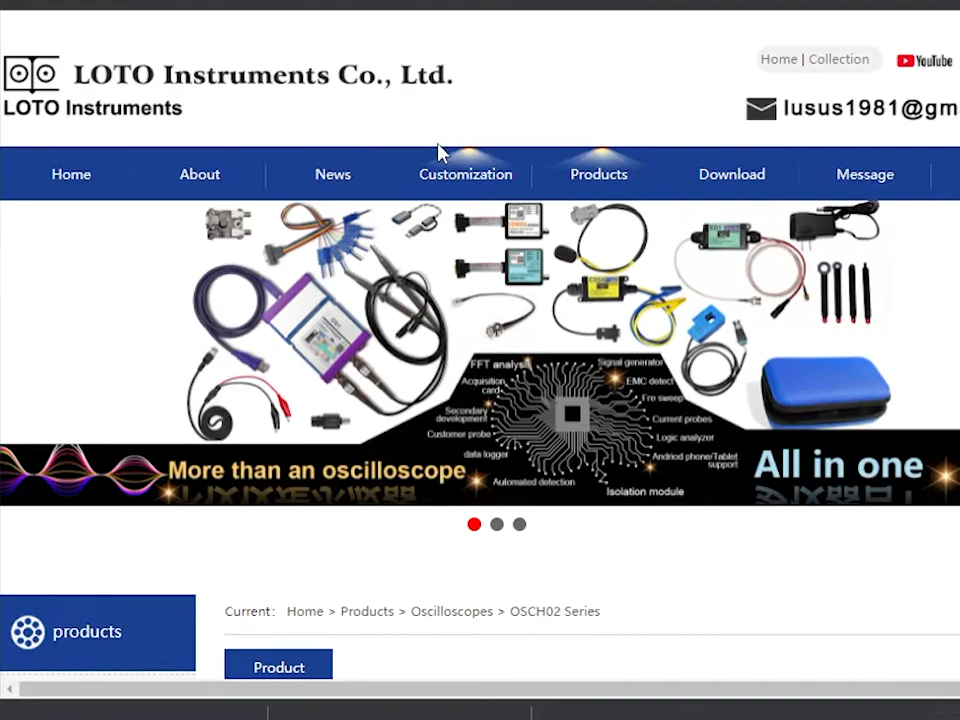 LOTO Instruments Co., Ltd.
LOTO Instruments
Home | Collection
YouTube
lusus1981@gm
Home
About
News
Customization
Products
Download
Message
FFT analysis
Acquisition
card
Secondary
development
Customer probe
data logger
Automated detection
Signal generator
EMC detect
Fre sweep
Current probes
Logic analyzer
Andriod phone/Tablet
support
Isolation module
More than an oscilloscope
All in one
Current: Home > Products > Oscilloscopes > OSCH02 Series
products
Product